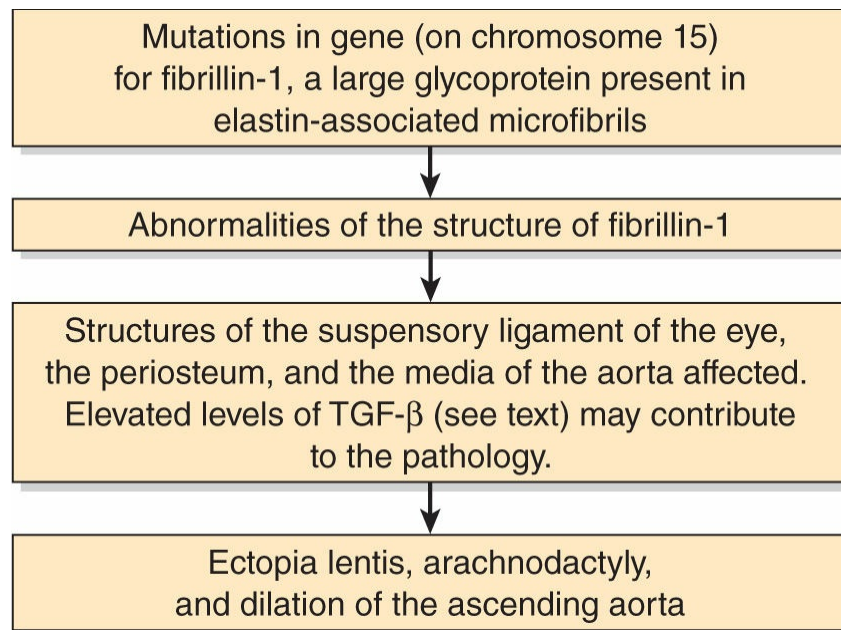 Mutations in gene (on chromosome 15)
for fibrillin-1, a large glycoprotein present in
elastin-associated microfibrils
Abnormalities of the structure of fibrillin-1
Structures of the suspensory ligament of the eye,
the periosteum, and the media of the aorta affected.
Elevated levels of TGF-β (see text) may contribute
to the pathology.
Ectopia lentis, arachnodactyly,
and dilation of the ascending aorta